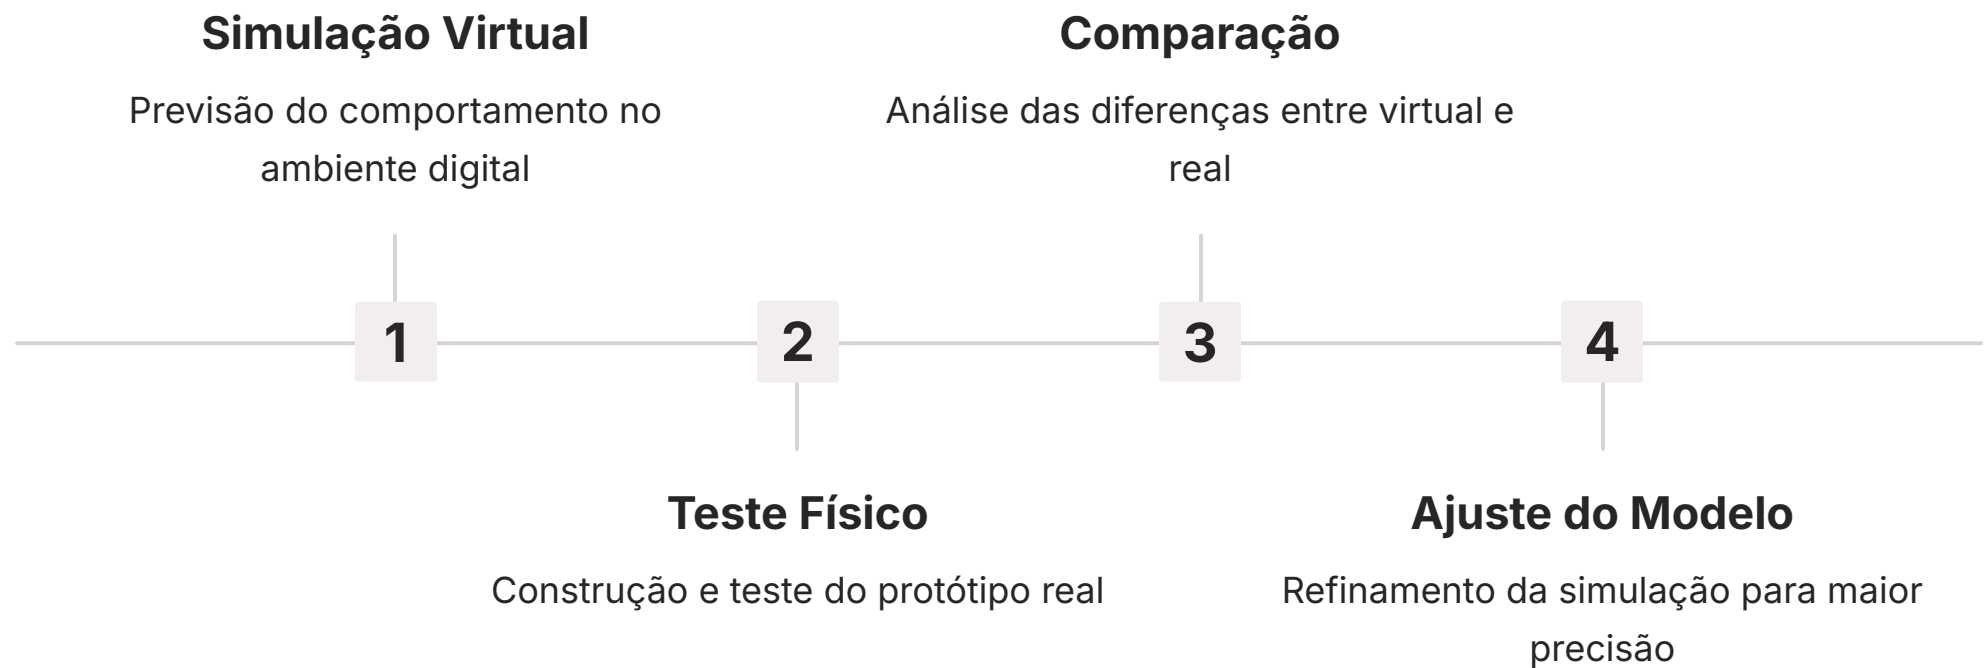 Simulação Virtual
Previsão do comportamento no
ambiente digital
1
2
Teste Físico
Construção e teste do protótipo real
Comparação
Análise das diferenças entre virtual e
real
3
4
Ajuste do Modelo
Refinamento da simulação para maior
precisão